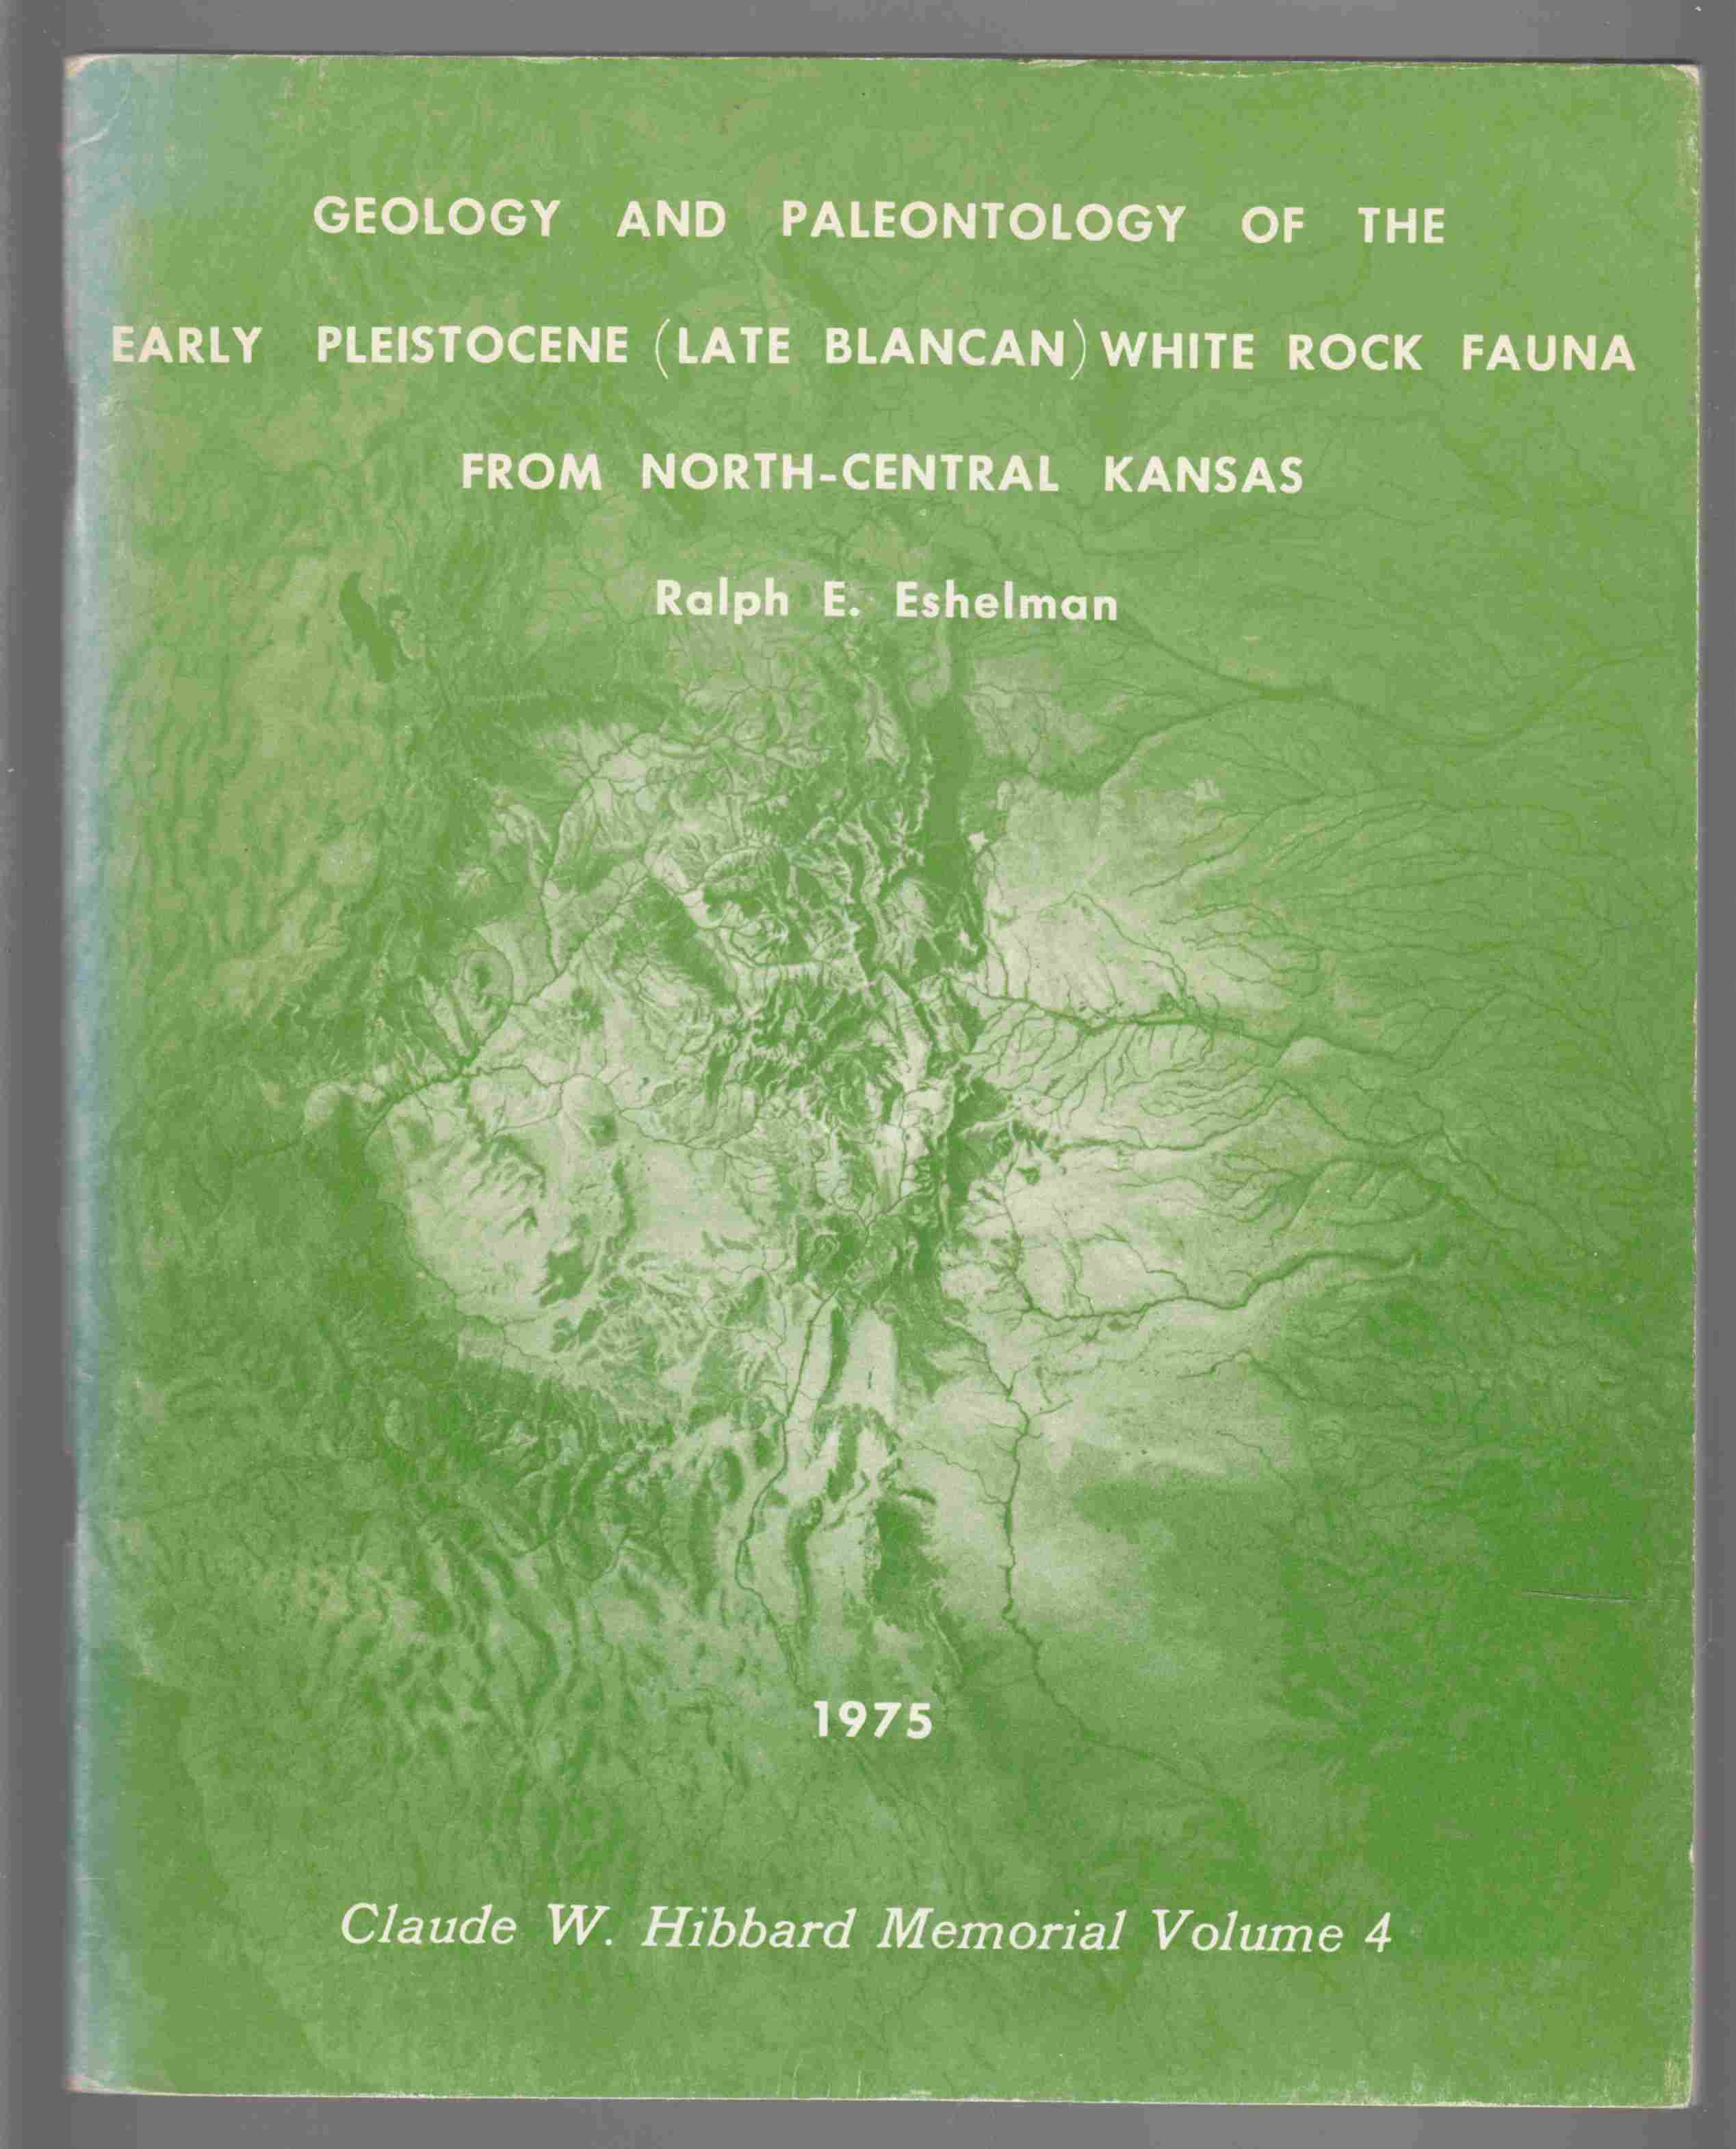 GEOLOGY AND PALEONTOLOGY OF THE
EARLY PLEISTOCENE (LATE BLANCAN) WHITE ROCK FAUNA
FROM NORTH-CENTRAL KANSAS
Ralph E. Eshelman
1975
Claude W. Hibbard Memorial Volume 4